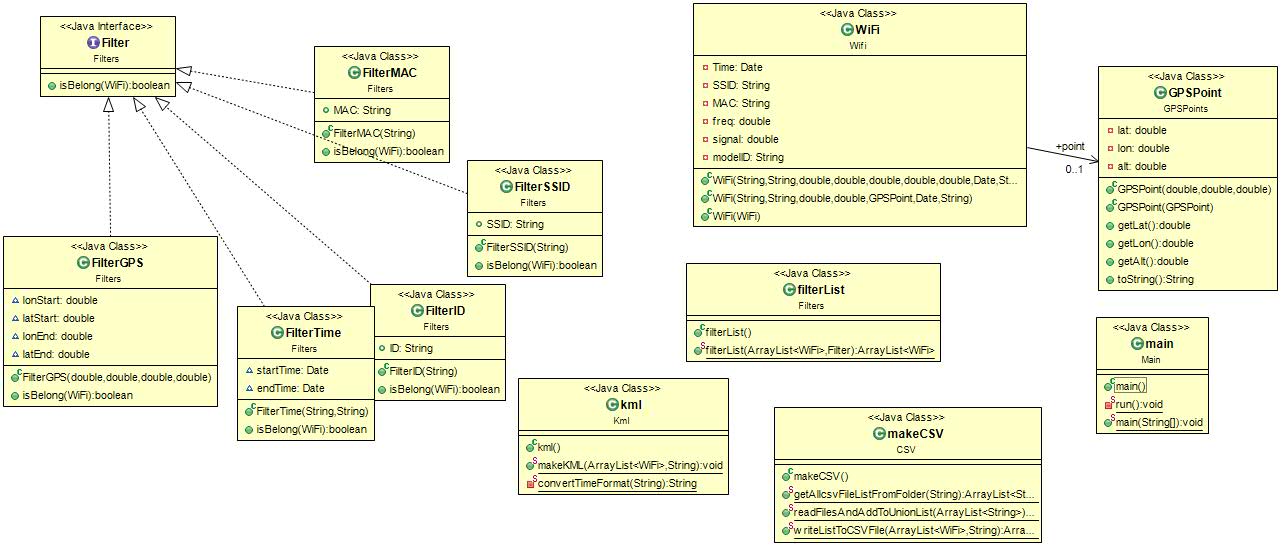 <<Java Interface>>
Filter
Filters
isBelong(WiFi):boolean
<<Java Class>>
FilterMAC
Filters
MAC: String
FilterMAC(String)
isBelong(WiFi):boolean
<<Java Class>>
FilterSSID
Filters
SSID: String
FilterSSID(String)
isBelong(WiFi):boolean
<<Java Class>>
FilterGPS
Filters
lonStart: double
latStart: double
lonEnd: double
latEnd: double
FilterGPS(double,double,double,double)
isBelong(WiFi):boolean
<<Java Class>>
FilterTime
Filters
startTime: Date
endTime: Date
FilterTime(String,String)
isBelong(WiFi):boolean
<<Java Class>>
FilterID
Filters
ID: String
FilterID(String)
isBelong(WiFi):boolean
<<Java Class>>
WiFi
Wifi
Time: Date
SSID: String
MAC: String
freq: double
signal: double
modelID: String
WiFi(String,String,double,double,double,double,double,Date,St...
WiFi(String,String,double,double,GPSPoint,Date,String)
WiFi(WiFi)
+point
0..1
<<Java Class>>
GPSPoint
GPSPoints
lat: double
lon: double
alt: double
GPSPoint(double,double,double)
GPSPoint(GPSPoint)
getLat():double
getLon():double
getAlt():double
toString():String
<<Java Class>>
filterList
Filters
filterList()
filterList(ArrayList<WiFi>,Filter):ArrayList<WiFi>
<<Java Class>>
main
Main
main()
run():void
main(String[]):void
<<Java Class>>
kml
Kml
kml()
makeKML(ArrayList<WiFi>,String):void
convertTimeFormat(String):String
<<Java Class>>
makeCSV
CSV
makeCSV()
getAllcsvFileListFromFolder(String):ArrayList<St...
readFilesAndAddToUnionList(ArrayList<String>)...
writeListToCSVFile(ArrayList<WiFi>,String):Arra...